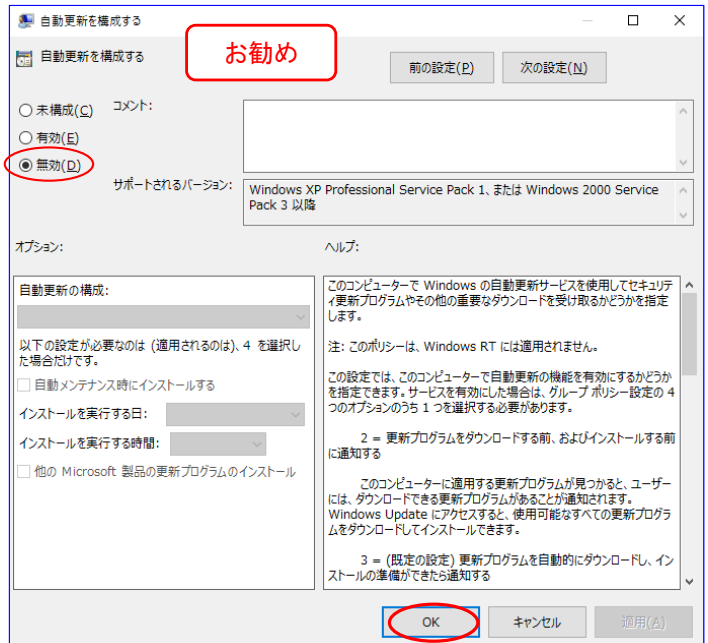 自動更新を構成する
自動更新を構成する
お勧め
前の設定(P)
次の設定(N)
未構成(C)
有効(E)
無効(D)
コメント:
サポートされるバージョン:
Windows XP Professional Service Pack 1、または Windows 2000 Service
Pack 3 以降
オプション:
ヘルプ:
自動更新の構成:
以下の設定が必要なのは (適用されるのは)、4 を選択し
た場合だけです。
自動メンテナンス時にインストールする
インストールを実行する日:
インストールを実行する時間:
他の Microsoft 製品の更新プログラムのインストール
このコンピューターで Windows の自動更新サービスを使用してセキュリテ
ィ更新プログラムやその他の重要なダウンロードを受け取るかどうかを指定
します。
注: このポリシーは、Windows RT には適用されません。
この設定では、このコンピューターで自動更新の機能を有効にするかどうか
を指定できます。サービスを有効にした場合は、グループ ポリシー設定の 4
つのオプションのうち 1 つを選択する必要があります。
2 = 更新プログラムをダウンロードする前、およびインストールする前
に通知する
このコンピューターに適用する更新プログラムが見つかると、ユーザー
には、ダウンロードできる更新プログラムがあることが通知されます。
Windows Update にアクセスすると、使用可能なすべての更新プログラ
ムをダウンロードしてインストールできます。
3 = (既定の設定) 更新プログラムを自動的にダウンロードし、イン
ストールの準備ができたら通知する
OK
キャンセル
適用(A)